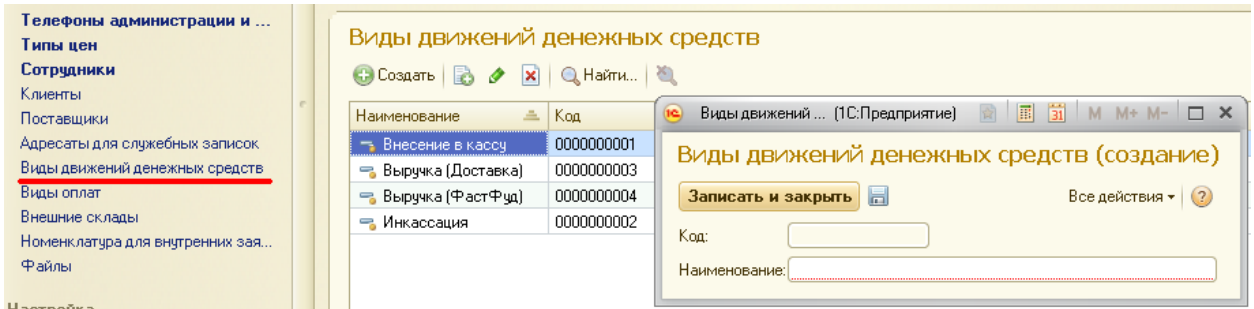 Телефоны администрации и ...
Типы цен
Сотрудники
Клиенты
Поставщики
Адресаты для служебных записок
Виды движений денежных средств
Виды оплат
Внешние склады
Номенклатура для внутренних зая...
Файлы
Настройка
Виды движений денежных средств
Создать Найти...
Наименование Код
Внесение в кассу 0000000001
Выручка (Доставка) 0000000003
Выручка (ФастФуд) 0000000004
Инкассация 0000000002
1С Виды движений ... (1С:Предприятие) 31 M M+ M-
Виды движений денежных средств (создание)
Записать и закрыть Все действия ?
Код:
Наименование: